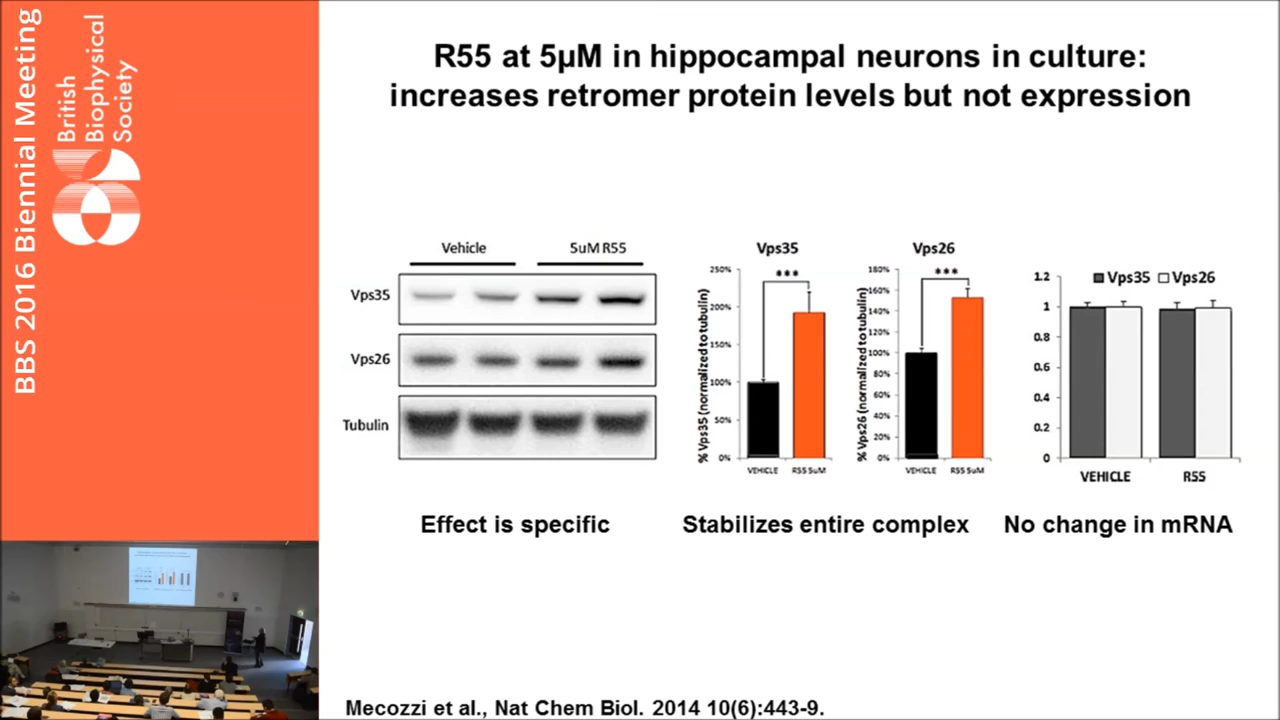 BBS 2016 Biennial Meeting
British
Biophysical
Society
R55 at 5µM in hippocampal neurons in culture:
increases retromer protein levels but not expression
Vehicle
5uM R55
Vps35
Vps26
Tubulin
Effect is specific
Vps35
***
% Vps35 (normalized to tubulin)
250%
200%
150%
100%
50%
0%
VEHICLE
R55 5uM
Vps26
***
% Vps26 (normalized to tubulin)
180%
160%
140%
120%
100%
80%
60%
40%
20%
0%
VEHICLE
R55 5uM
Stabilizes entire complex
Vps35 Vps26
1.2
1
0.8
0.6
0.4
0.2
0
VEHICLE
R55
No change in mRNA
Mecozzi et al., Nat Chem Biol. 2014 10(6):443-9.